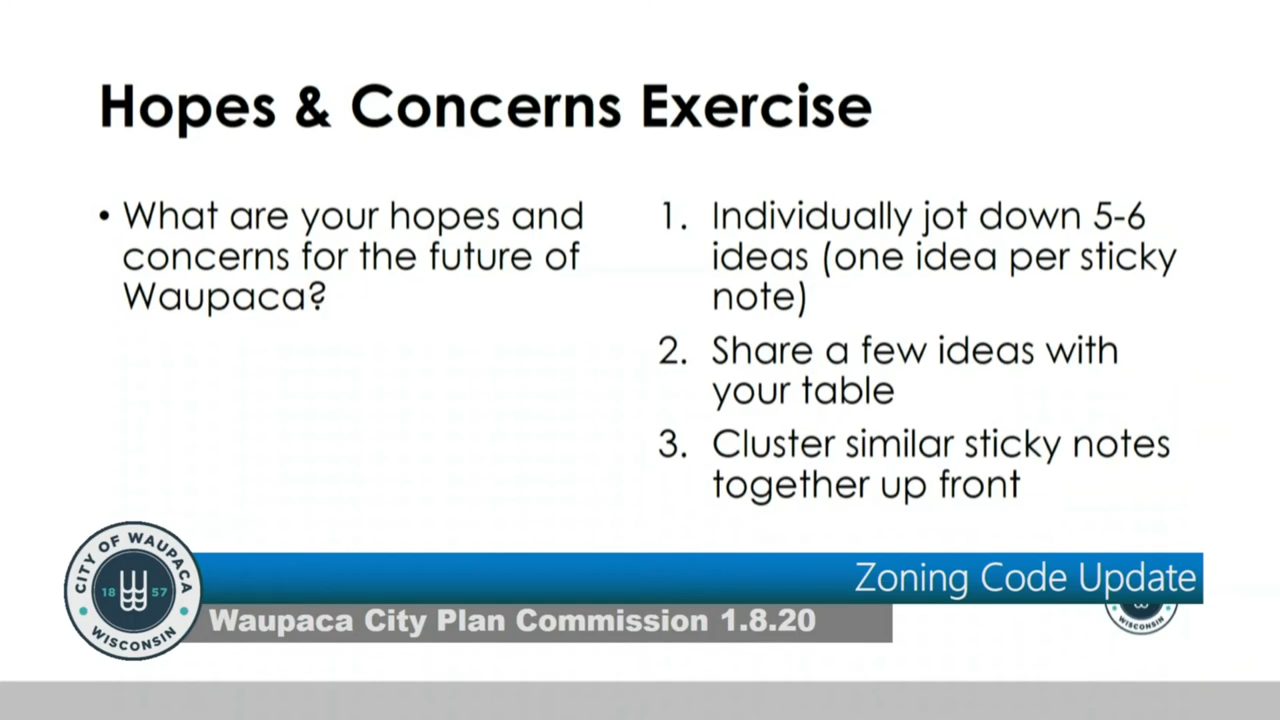 Hopes & Concerns Exercise
• What are your hopes and
concerns for the future of
Waupaca?
1. Individually jot down 5-6
ideas (one idea per sticky
note)
2. Share a few ideas with
your table
3. Cluster similar sticky notes
together up front
Zoning Code Update
Waupaca City Plan Commission 1.8.20
CITY OF WAUPACA
18 57
WISCONSIN
WISCONSIN